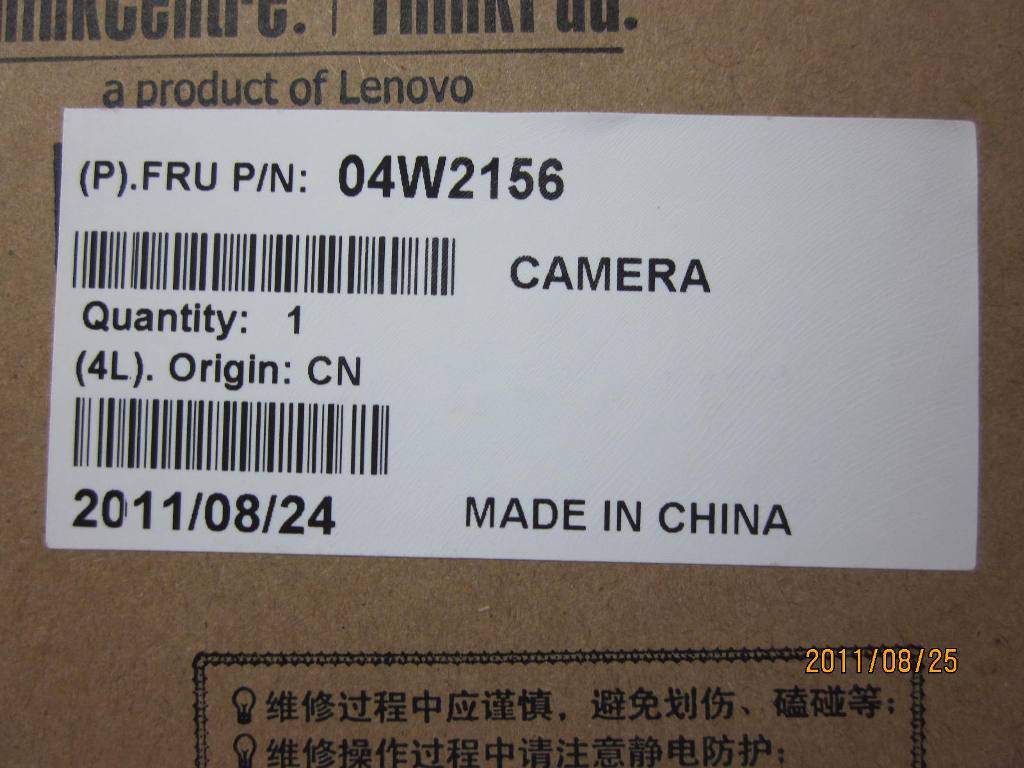 ThinkCentre. | ThinkPad.
a product of Lenovo
(P).FRU P/N: 04W2156
CAMERA
Quantity: 1
(4L). Origin: CN
2011/08/24 MADE IN CHINA
2011/08/25
维修过程中应谨慎，避免划伤、磕碰等；
维修操作过程中请注意静电防护；